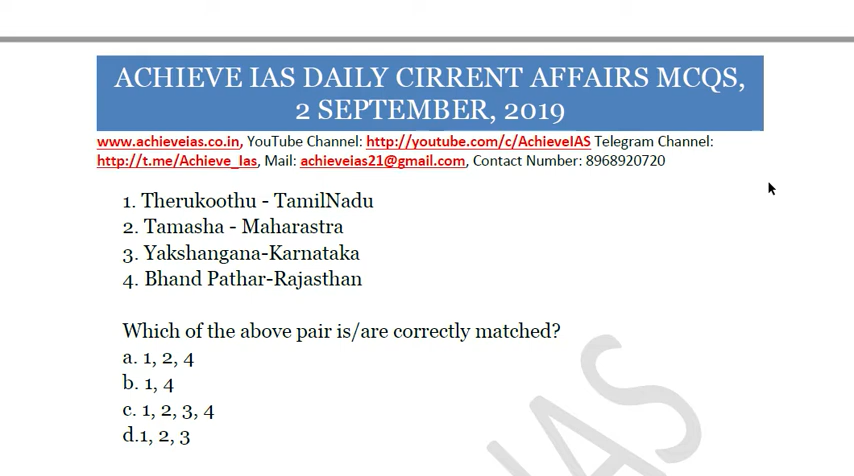 ACHIEVE IAS DAILY CIRRENT AFFAIRS MCQS,
2 SEPTEMBER, 2019
www.achieveias.co.in, YouTube Channel: http://youtube.com/c/AchieveIAS Telegram Channel:
http://t.me/Achieve_Ias, Mail: achieveias21@gmail.com, Contact Number: 8968920720
1. Therukoothu - TamilNadu
2. Tamasha - Maharastra
3. Yakshangana-Karnataka
4. Bhand Pathar-Rajasthan
Which of the above pair is/are correctly matched?
a. 1, 2, 4
b. 1, 4
c. 1, 2, 3, 4
d.1, 2, 3
IAS